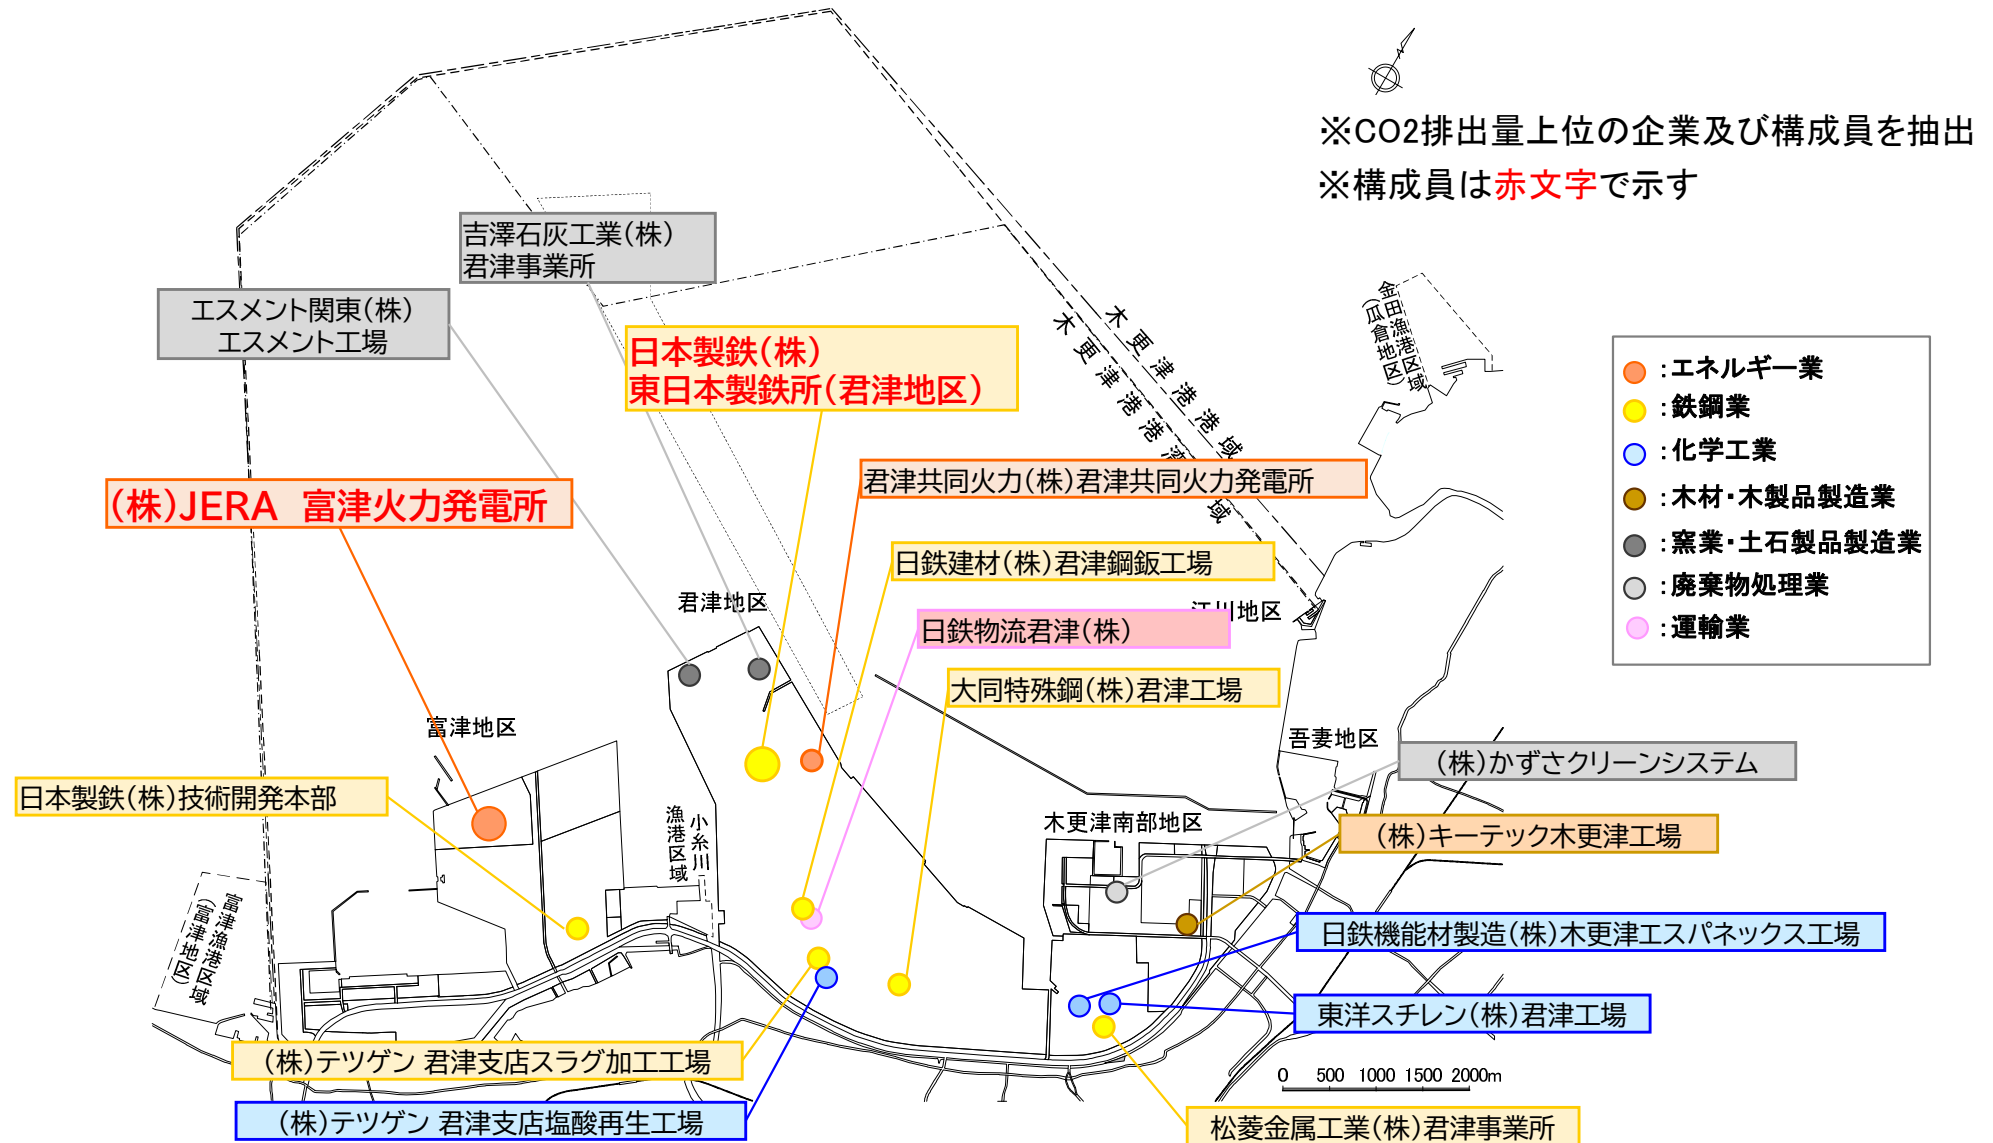 ※CO2排出量上位の企業及び構成員を抽出
※構成員は赤文字で示す
吉澤石灰工業(株)
君津事業所
エスメント関東(株)
エスメント工場
日本製鉄(株)
東日本製鉄所(君津地区)
木更津港港域
木更津港港湾区域
金田漁港区域
(瓜倉地区)
:エネルギー業
:鉄鋼業
:化学工業
:木材・木製品製造業
:窯業・土石製品製造業
:廃棄物処理業
:運輸業
君津共同火力(株)君津共同火力発電所
(株)JERA 富津火力発電所
日鉄建材(株)君津鋼鈑工場
君津地区
江川地区
日鉄物流君津(株)
大同特殊鋼(株)君津工場
富津地区
吾妻地区
(株)かずさクリーンシステム
日本製鉄(株)技術開発本部
小糸川
漁港区域
木更津南部地区
(株)キーテック木更津工場
富津漁港区域
(富津地区)
日鉄機能材製造(株)木更津エスパネックス工場
東洋スチレン(株)君津工場
(株)テツゲン 君津支店スラグ加工工場
0 500 1000 1500 2000m
(株)テツゲン 君津支店塩酸再生工場
松菱金属工業(株)君津事業所